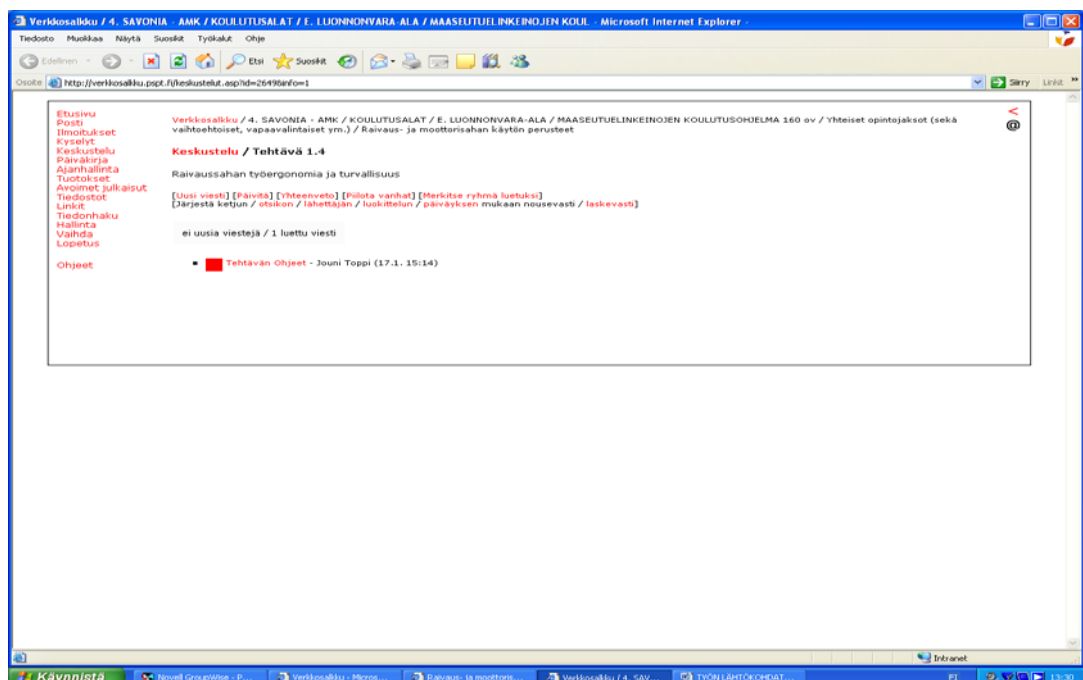 Verkkosalkku / 4. SAVONIA - AMK / KOULUTUSALAT / E. LUONNONVARA-ALA / MAASEUTUELINKEINOJEN KOUL - Microsoft Internet Explorer -
Tiedosto Muokkaa Näytä Suosikit Työkalut Ohje
Edellinen Etsi Suosikit
Osoite http://verkkosalkku.pspt.fi/keskustelut.asp?id=2649&info=1 Siirry Linkit »
Etusivu
Posti
Ilmoitukset
Kyselyt
Keskustelu
Päiväkirja
Ajanhallinta
Tuotokset
Avoimet julkaisut
Tiedostot
Linkit
Tiedonhaku
Hallinta
Vaihda
Lopetus
Ohjeet
Verkkosalkku / 4. SAVONIA - AMK / KOULUTUSALAT / E. LUONNONVARA-ALA / MAASEUTUELINKEINOJEN KOULUTUSOHJELMA 160 ov / Yhteiset opintojaksot (sekä
vaihtoehtoiset, vapaavalintaiset ym.) / Raivaus- ja moottorisahan käytön perusteet
<
@
Keskustelu / Tehtävä 1.4
Raivaussahan työergonomia ja turvallisuus
[Uusi viesti] [Päivitä] [Yhteenveto] [Piilota vanhat] [Merkitse ryhmä luetuksi]
[Järjestä ketjun / otsikon / lähettäjän / luokittelun / päiväyksen mukaan nousevasti / laskevasti]
ei uusia viestejä / 1 luettu viesti
Tehtävän Ohjeet - Jouni Toppi (17.1. 15:14)
Intranet
Käynnistä Novell GroupWise - P... Verkkosalkku - Micros... Raivaus- ja moottoris... Verkkosalkku / 4. SAV... TYÖN LÄHTÖKOHDAT... FI 13:30